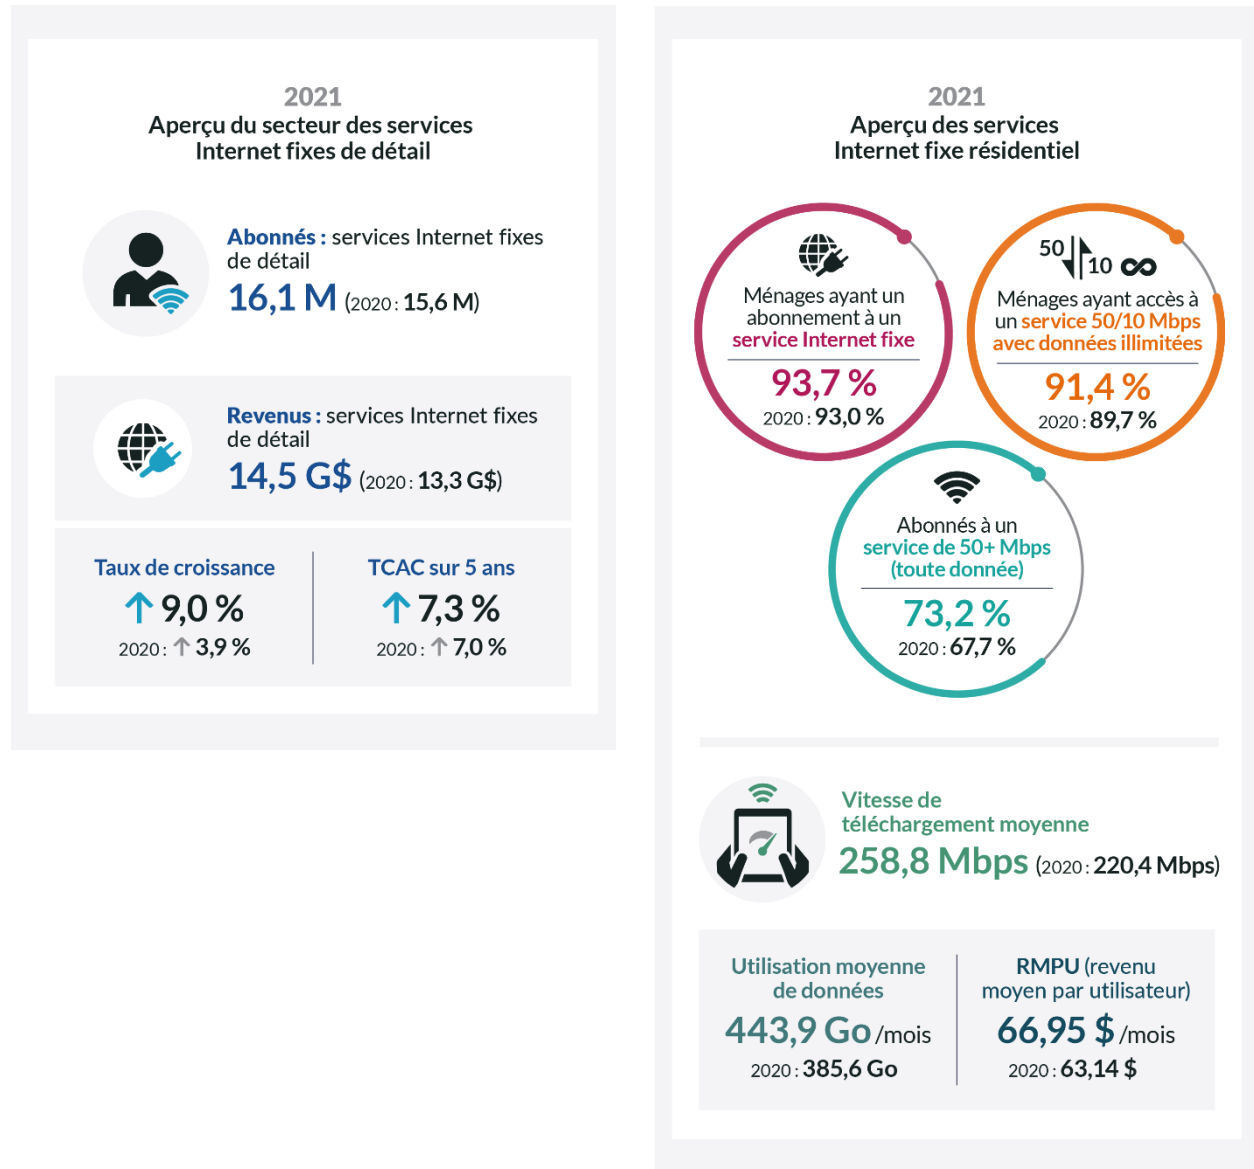 2021
Aperçu du secteur des services
Internet fixes de détail
Abonnés : services Internet fixes
de détail
16,1 M (2020 : 15,6 M)
Revenus : services Internet fixes
de détail
14,5 G$ (2020 : 13,3 G$)
Taux de croissance
↑ 9,0 %
2020 : ↑ 3,9 %
TCAC sur 5 ans
↑ 7,3 %
2020 : ↑ 7,0 %
2021
Aperçu des services
Internet fixe résidentiel
Ménages ayant un
abonnement à un
service Internet fixe
93,7 %
2020 : 93,0 %
50 10 ∞
Ménages ayant accès à
un service 50/10 Mbps
avec données illimitées
91,4 %
2020 : 89,7 %
Abonnés à un
service de 50+ Mbps
(toute donnée)
73,2 %
2020 : 67,7 %
Vitesse de
téléchargement moyenne
258,8 Mbps (2020 : 220,4 Mbps)
Utilisation moyenne
de données
443,9 Go /mois
2020 : 385,6 Go
RMPU (revenu
moyen par utilisateur)
66,95 $ /mois
2020 : 63,14 $